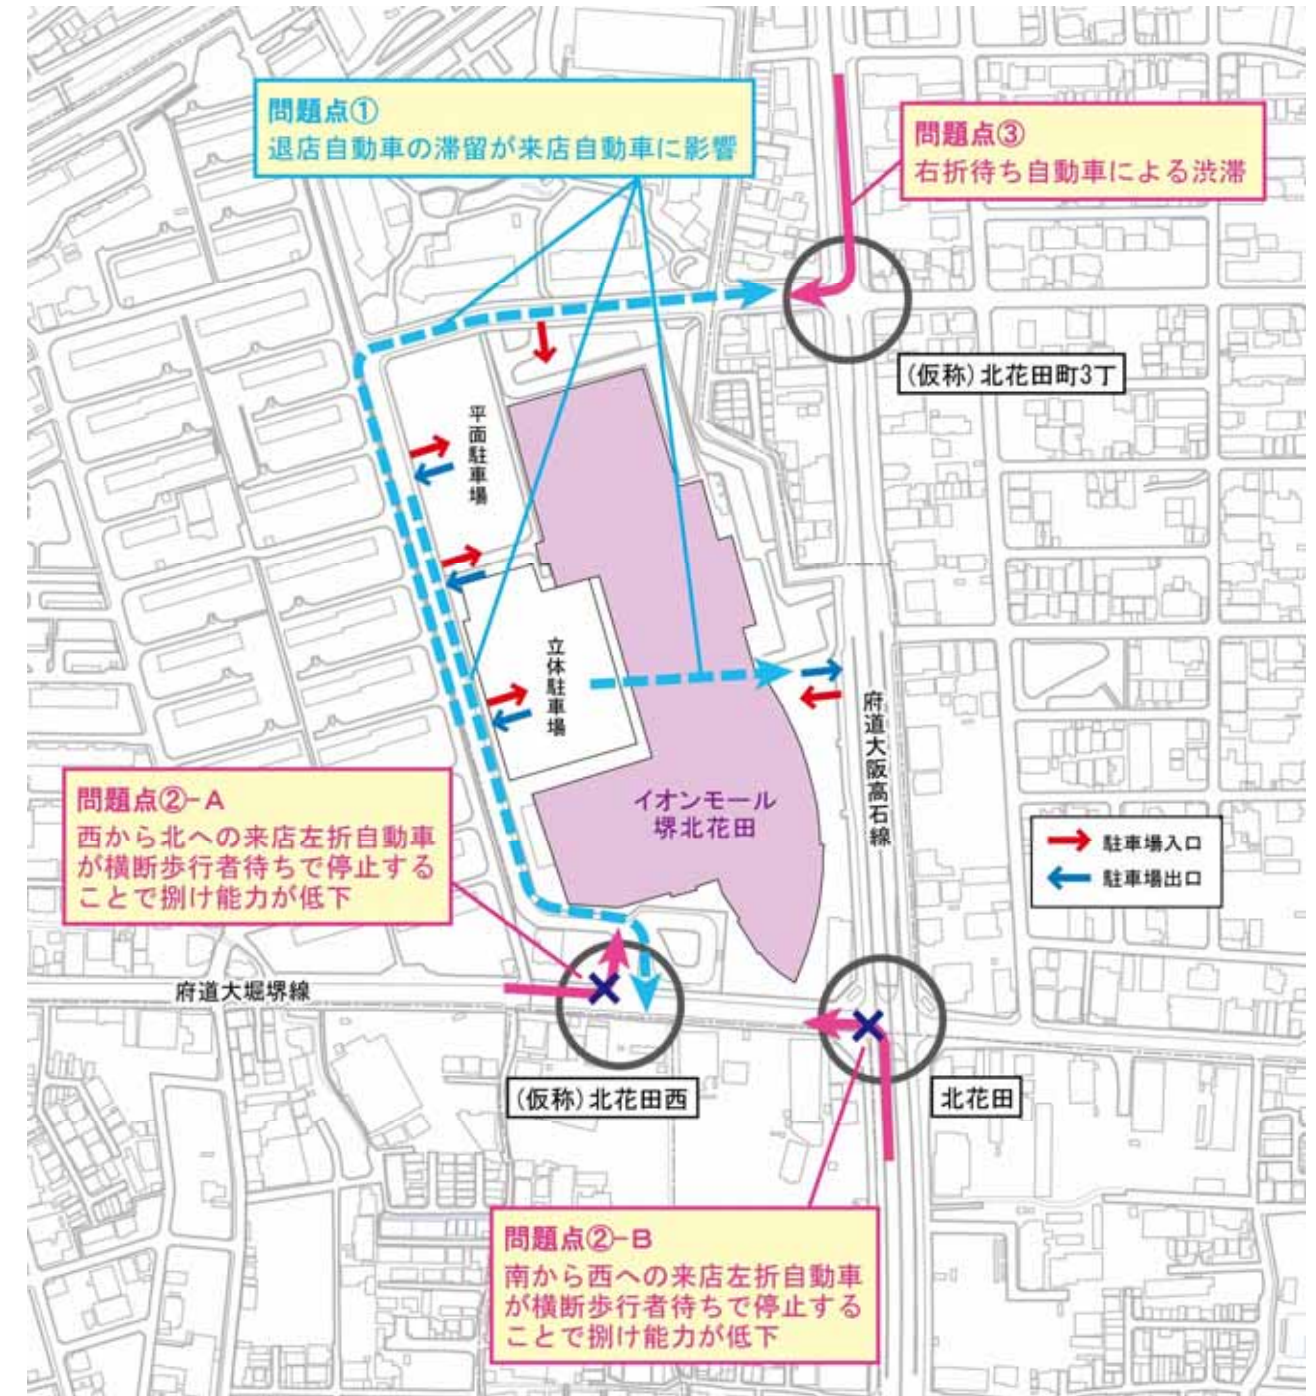 問題点①
退店自動車の滞留が来店自動車に影響
問題点③
右折待ち自動車による渋滞
(仮称)北花田町3丁
平面駐車場
立体駐車場
府道大阪高石線
イオンモール
堺北花田
問題点②-A
西から北への来店左折自動車
が横断歩行者待ちで停止する
ことで捌け能力が低下
駐車場入口
駐車場出口
府道大堀堺線
(仮称)北花田西
北花田
問題点②-B
南から西への来店左折自動車
が横断歩行者待ちで停止する
ことで捌け能力が低下